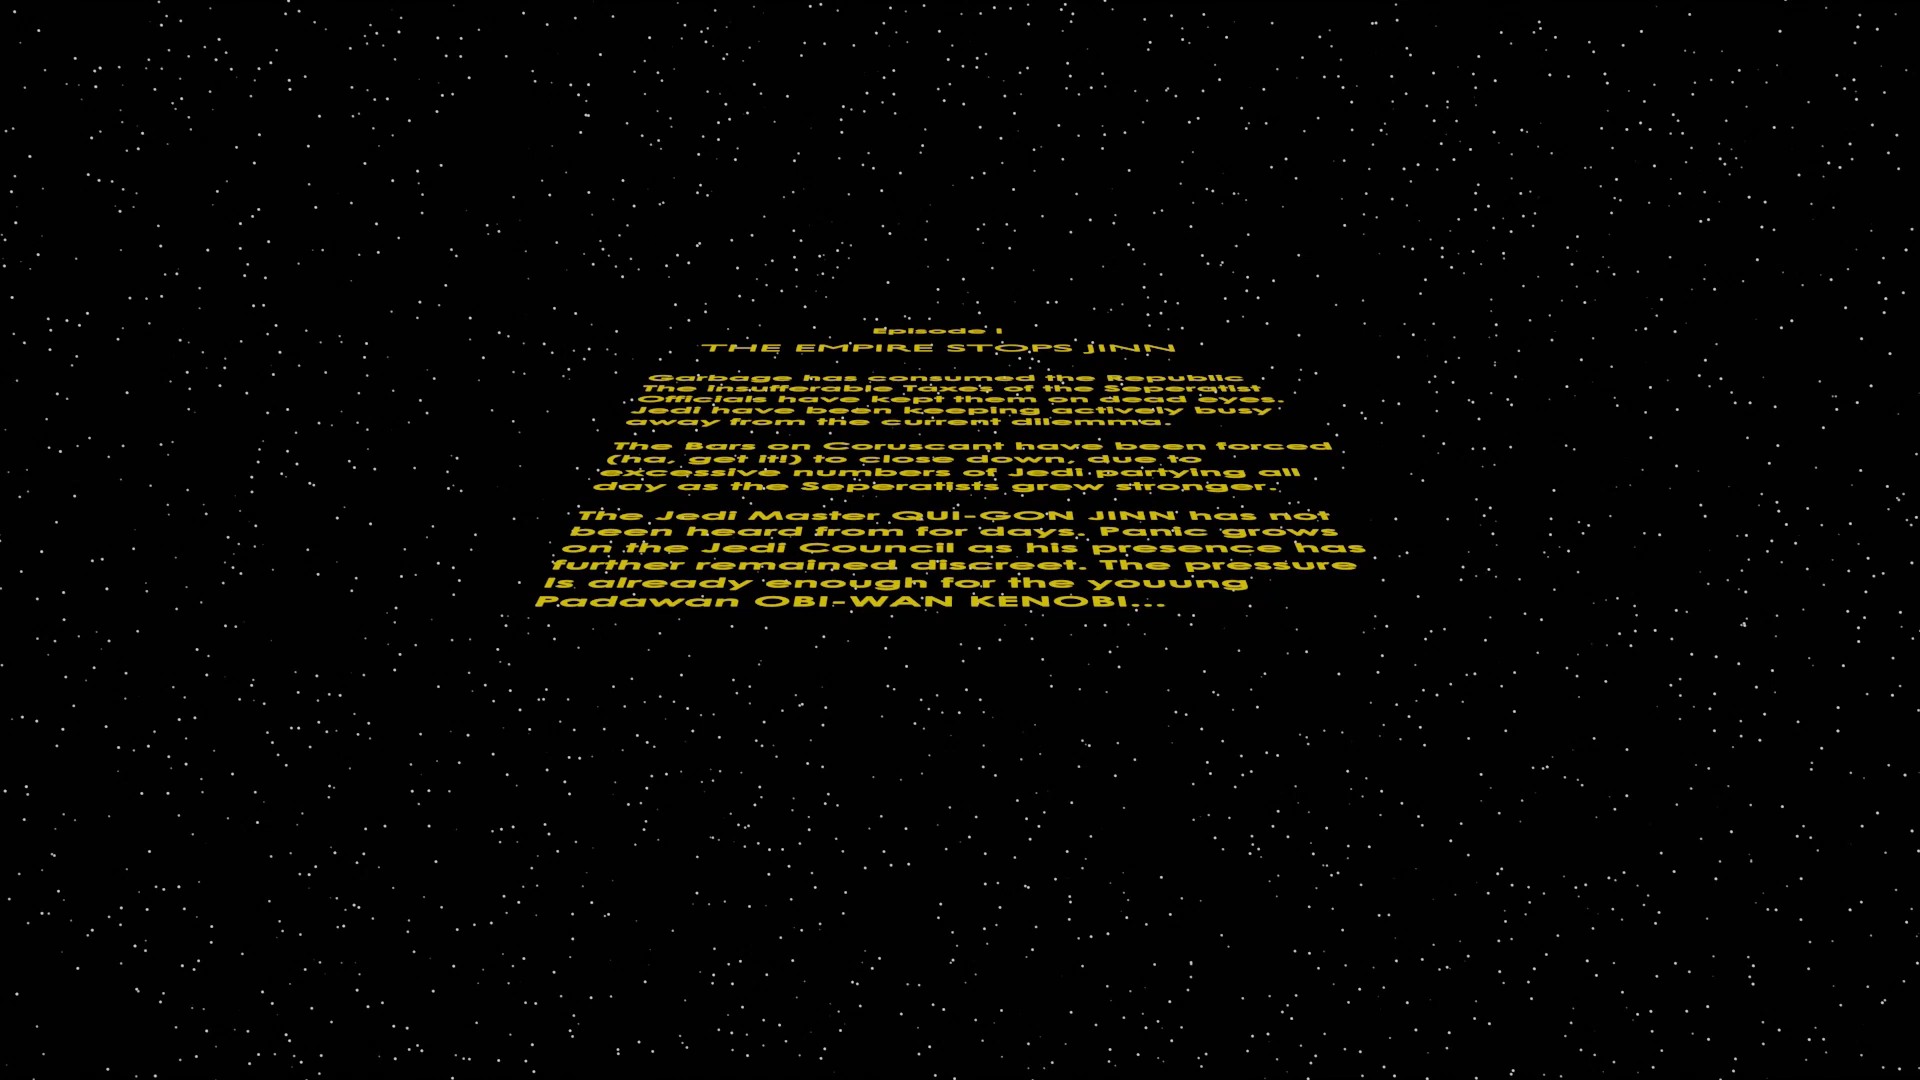 Episode I
THE EMPIRE STOPS JINN
Garbage has consumed the Republic
The Insufferable Taxes of the Seperatist
Officials have kept them on dead eyes.
Jedi have been keeping actively busy
away from the current dilemma.
The Bars on Coruscant have been forced
(ha, get it!) to close down, due to
excessive numbers of Jedi partying all
day as the Seperatists grew stronger.
The Jedi Master QUI-GON JINN has not
been heard from for days. Panic grows
on the Jedi Council as his presence has
further remained discreet. The pressure
Is already enough for the youung
Padawan OBI-WAN KENOBI...